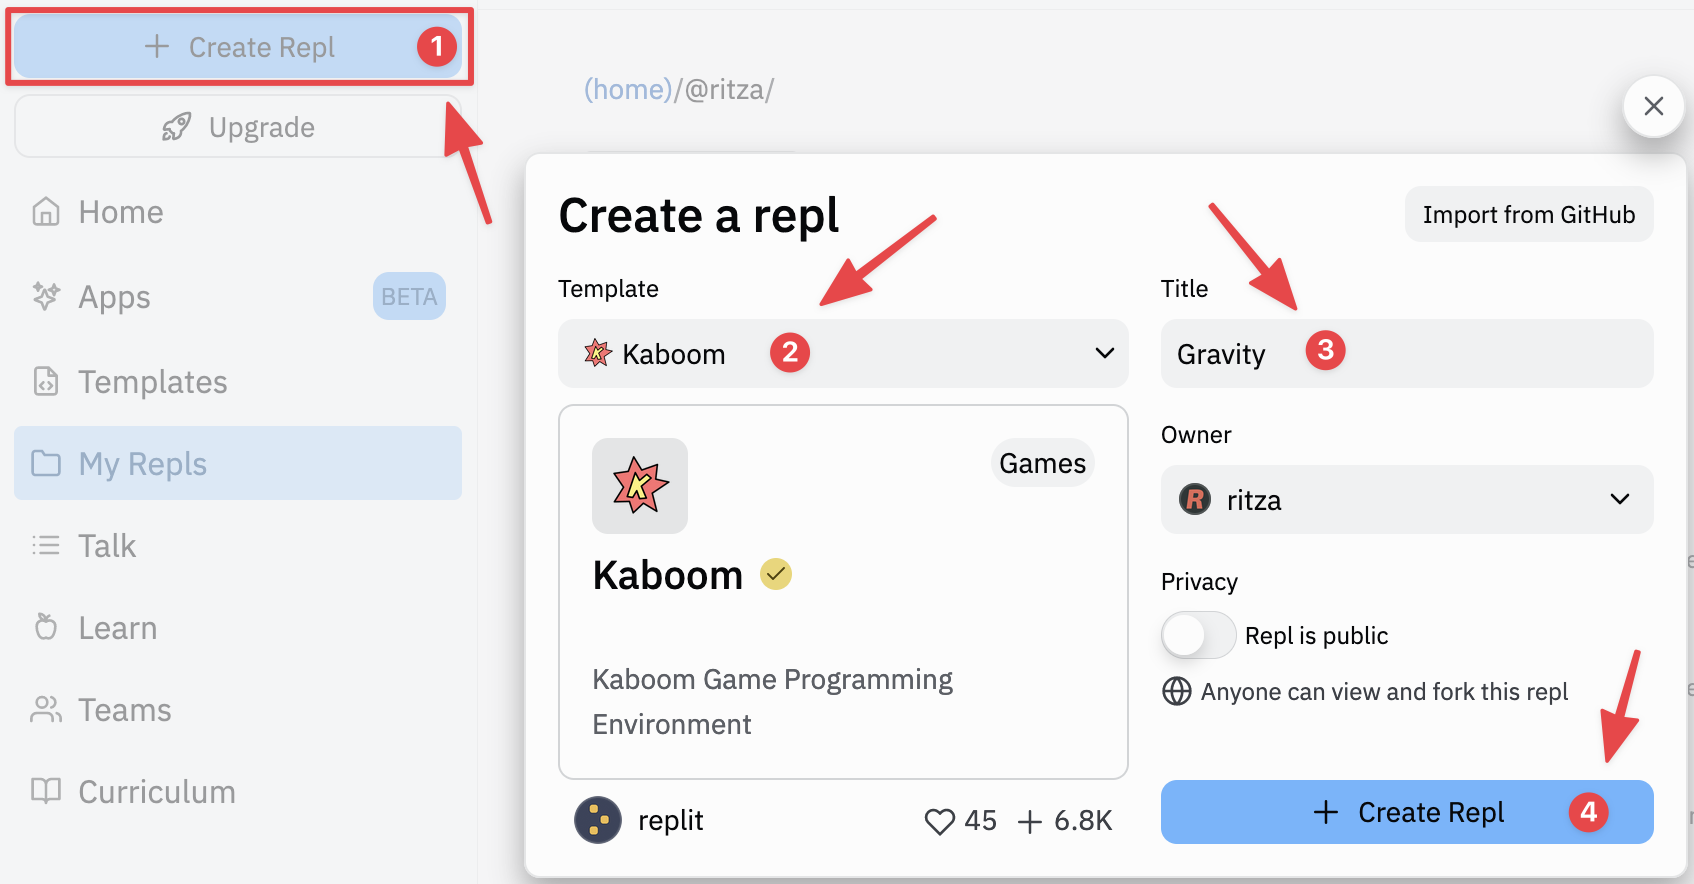 + Create Repl 1
Upgrade
Home
Apps BETA
Templates
My Repls
Talk
Learn
Teams
Curriculum
(home)/@ritza/
Create a repl
Import from GitHub
Template
Kaboom 2
K
Games
Kaboom
Kaboom Game Programming
Environment
replit
45 + 6.8K
Title
Gravity 3
Owner
R ritza
Privacy
Repl is public
Anyone can view and fork this repl
+ Create Repl 4